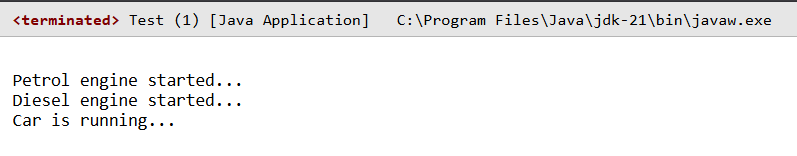 <terminated> Test (1) [Java Application] C:\Program Files\Java\jdk-21\bin\javaw.exe
Petrol engine started...
Diesel engine started...
Car is running...